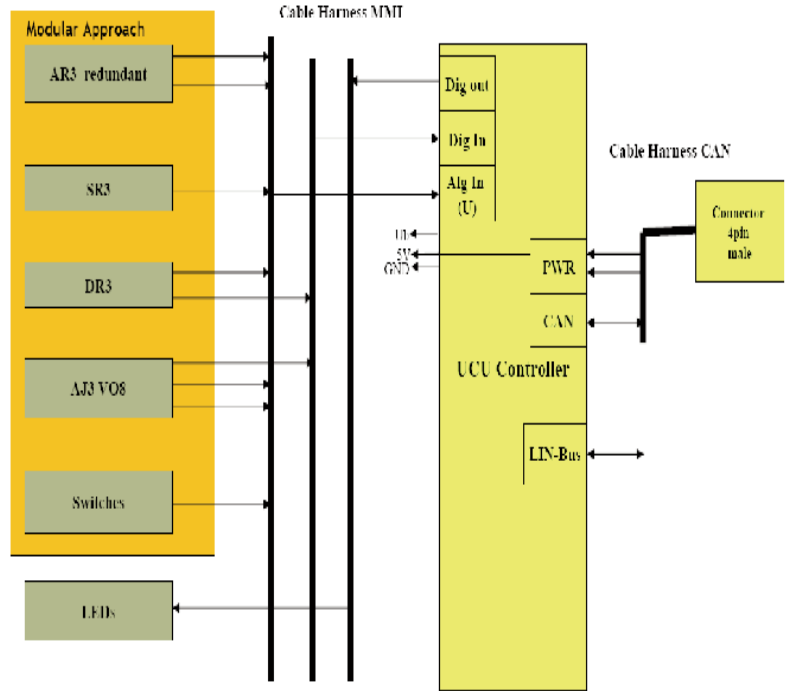 Cable Harness MMI
Modular Approach
AR3 redundant
SR3
DR3
AJ3 VO8
Switches
LEDs
Dig out
Dig In
Alg In
(U)
5V
GND
PWR
CAN
UCU Controller
LIN-Bus
Cable Harness CAN
Connector
4pin
male